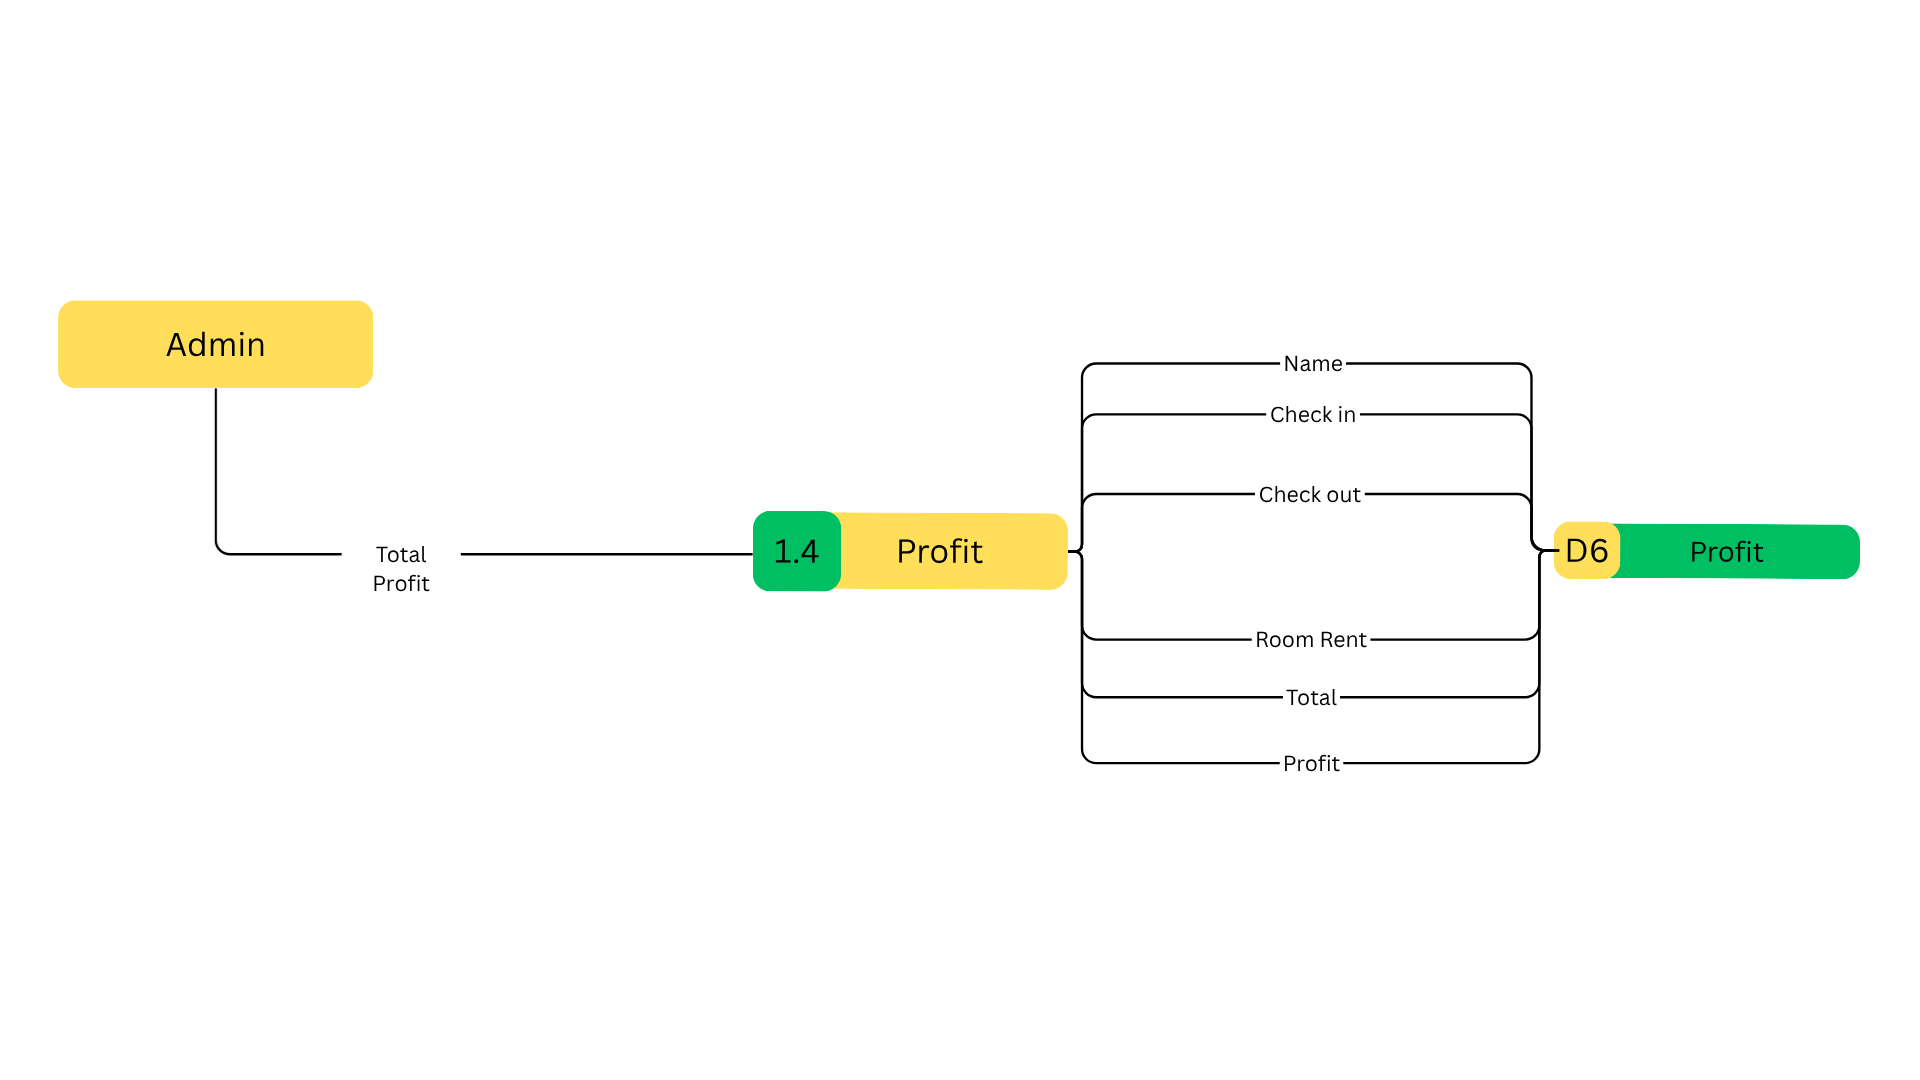 Admin
Total
Profit
1.4
Profit
Name
Check in
Check out
Room Rent
Total
Profit
D6
Profit